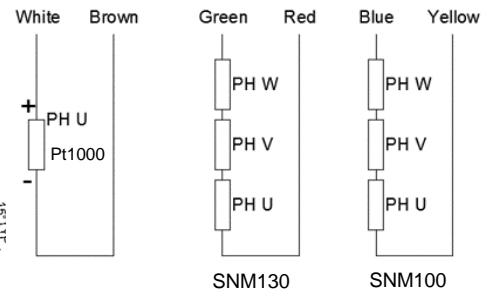 White Brown Green Red Blue Yellow
+
PH U
Pt1000
-
PH W PH W
PH V PH V
PH U PH U
SNM130 SNM100